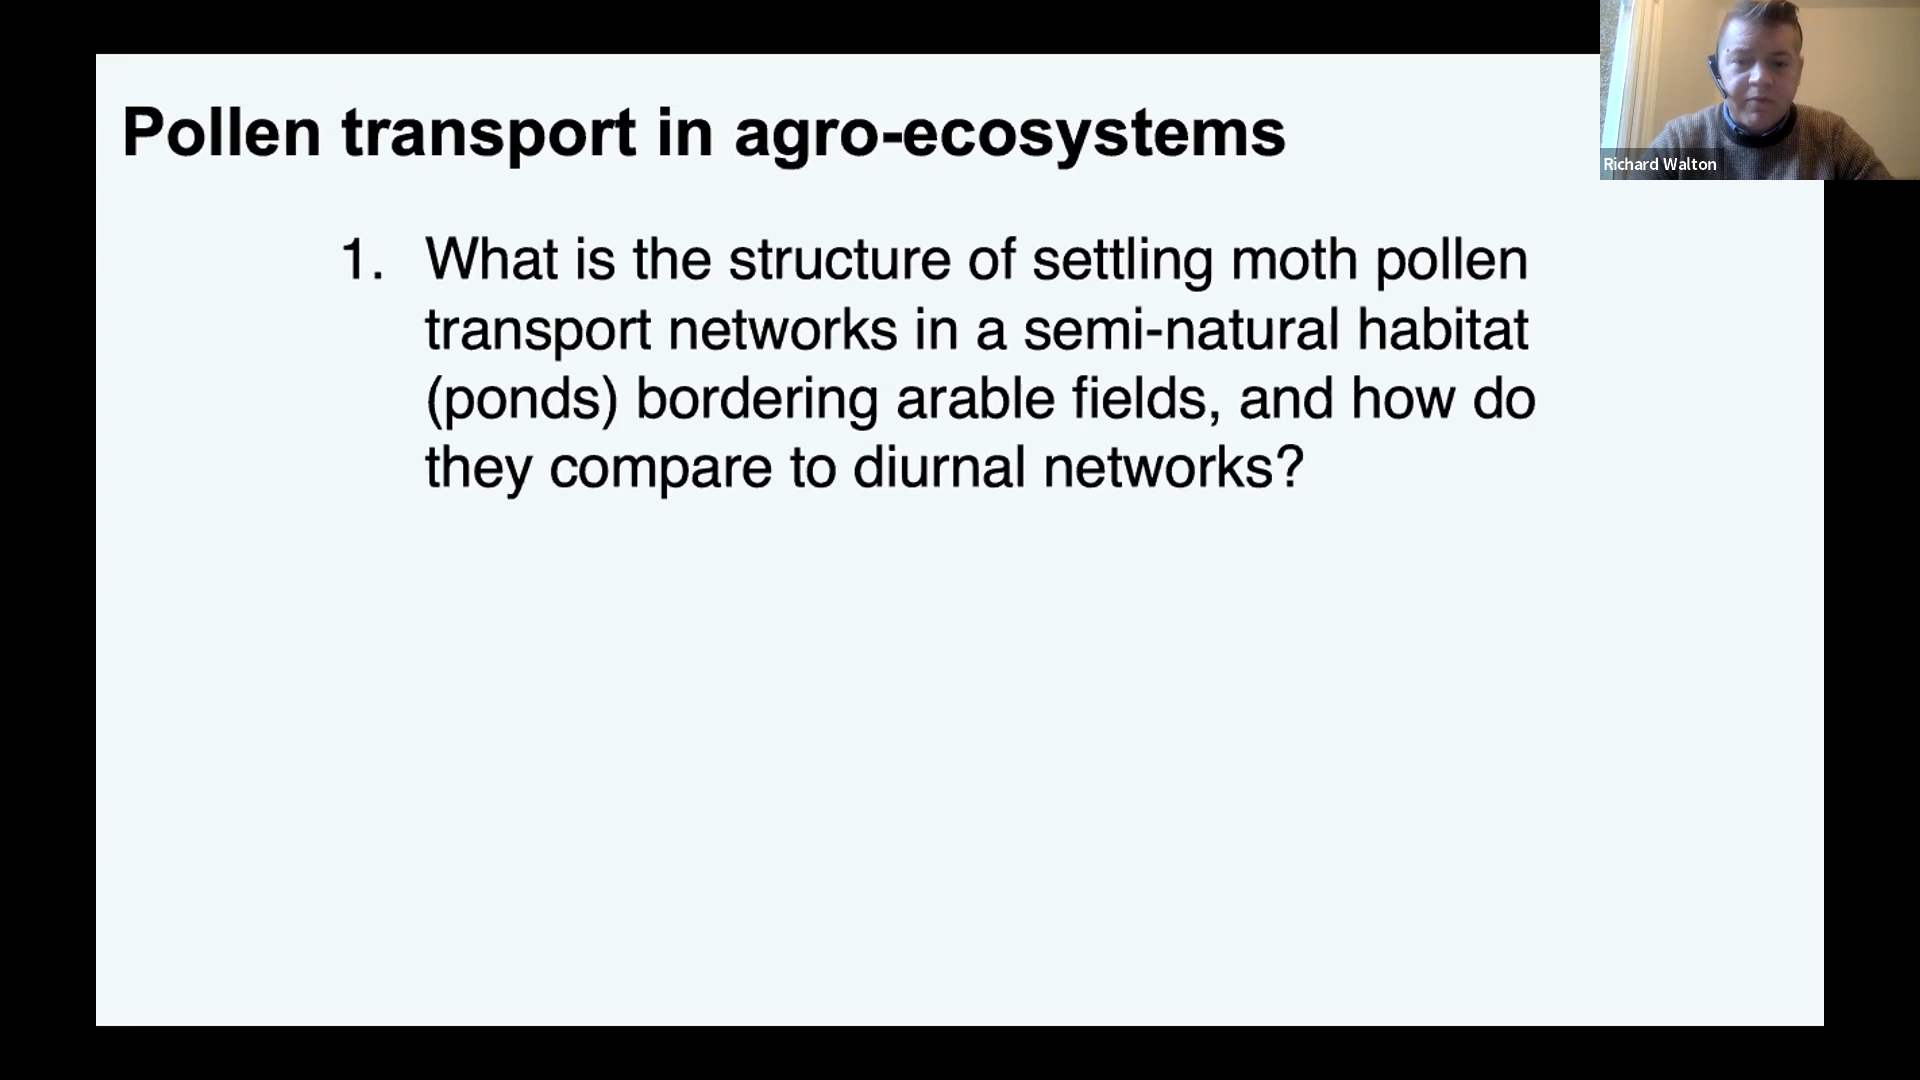 Pollen transport in agro-ecosystems
Richard Walton
1. What is the structure of settling moth pollen
transport networks in a semi-natural habitat
(ponds) bordering arable fields, and how do
they compare to diurnal networks?